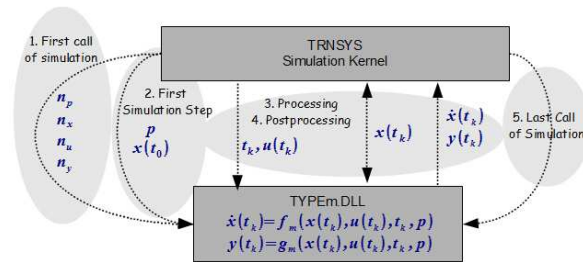 TRNSYS
Simulation Kernel
1. First call
of simulation
n_p
n_x
n_u
n_y
2. First
Simulation Step
p
x(t_0)
3. Processing
4. Postprocessing
t_k, u(t_k)
x(t_k)
ẋ(t_k)
y(t_k)
5. Last Call
of Simulation
TYPEm.DLL
ẋ(t_k)=f_m(x(t_k),u(t_k),t_k,p)
y(t_k)=g_m(x(t_k),u(t_k),t_k,p)